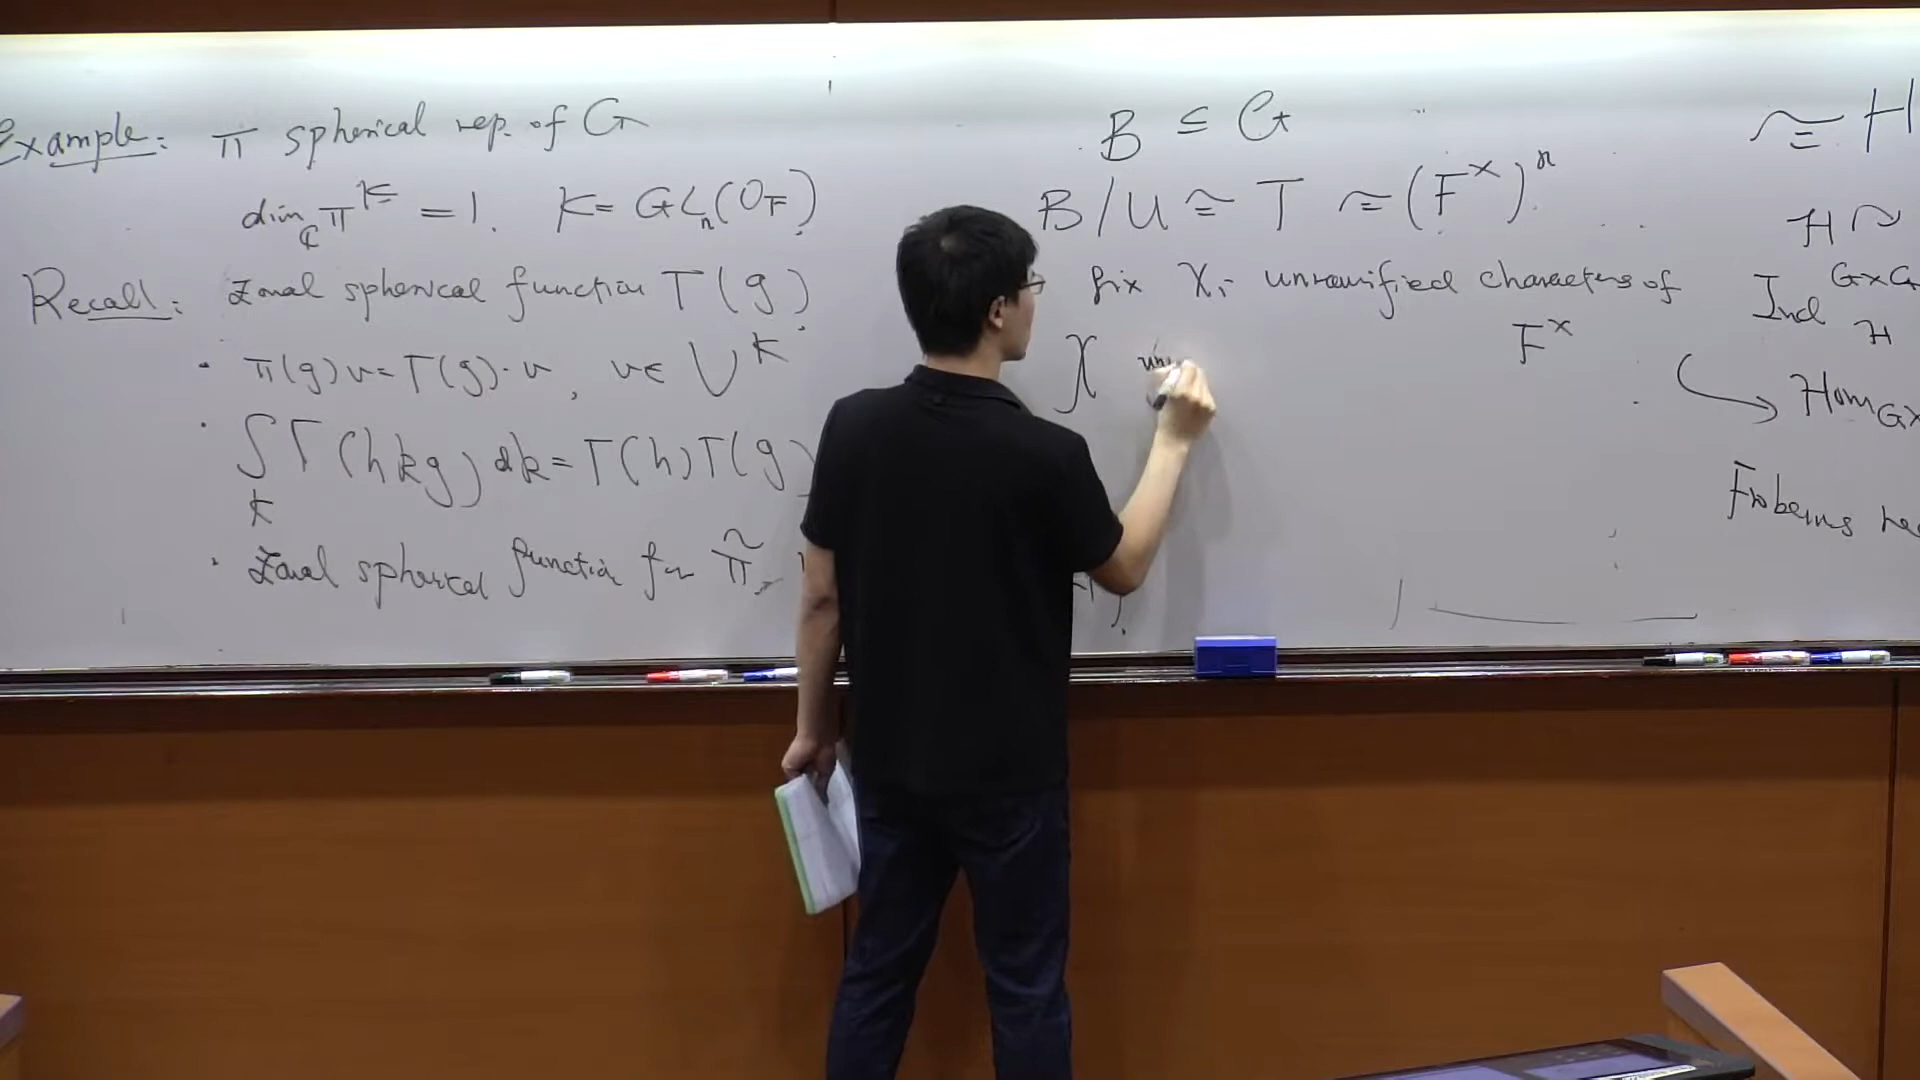 Example: π spherical rep. of G
dim_ℂ π^K = 1. K = GL_n(O_F).
Recall: Zonal spherical function Γ(g).
· π(g)v = Γ(g)·v, v ∈ V^K
· ∫_K Γ(hkg) dk = Γ(h)Γ(g)
· Zonal spherical function for π̃,
B ⊆ G
B/U ≅ T ≅ (F^×)^n.
fix χ_i unramified characters of
F^×
χ un
≅ H
H
Ind_H^{G×G}
Hom_{G×
Frobenius